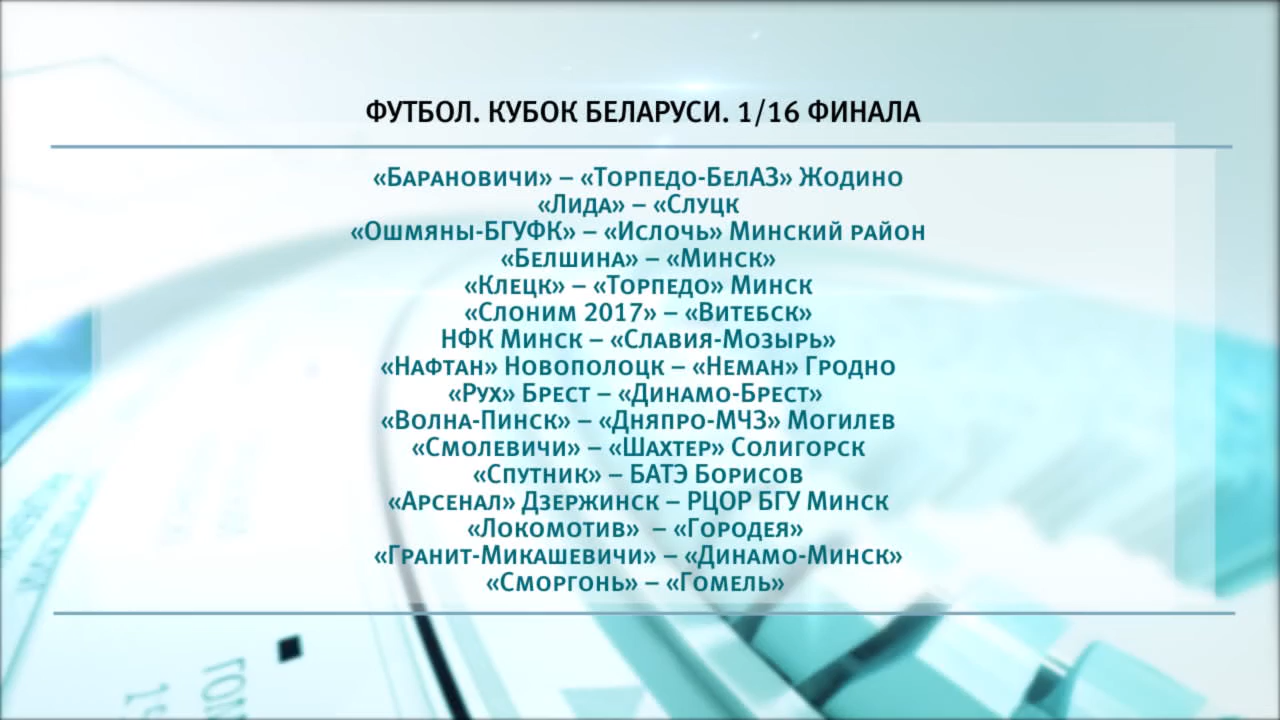 ФУТБОЛ. КУБОК БЕЛАРУСИ. 1/16 ФИНАЛА
«Барановичи» – «Торпедо-БелАЗ» Жодино
«Лида» – «Слуцк
«Ошмяны-БГУФК» – «Ислочь» Минский район
«Белшина» – «Минск»
«Клецк» – «Торпедо» Минск
«Слоним 2017» – «Витебск»
НФК Минск – «Славия-Мозырь»
«Нафтан» Новополоцк – «Неман» Гродно
«Рух» Брест – «Динамо-Брест»
«Волна-Пинск» – «Дняпро-МЧЗ» Могилев
«Смолевичи» – «Шахтер» Солигорск
«Спутник» – БАТЭ Борисов
«Арсенал» Дзержинск – РЦОР БГУ Минск
«Локомотив» – «Городея»
«Гранит-Микашевичи» – «Динамо-Минск»
«Сморгонь» – «Гомель»